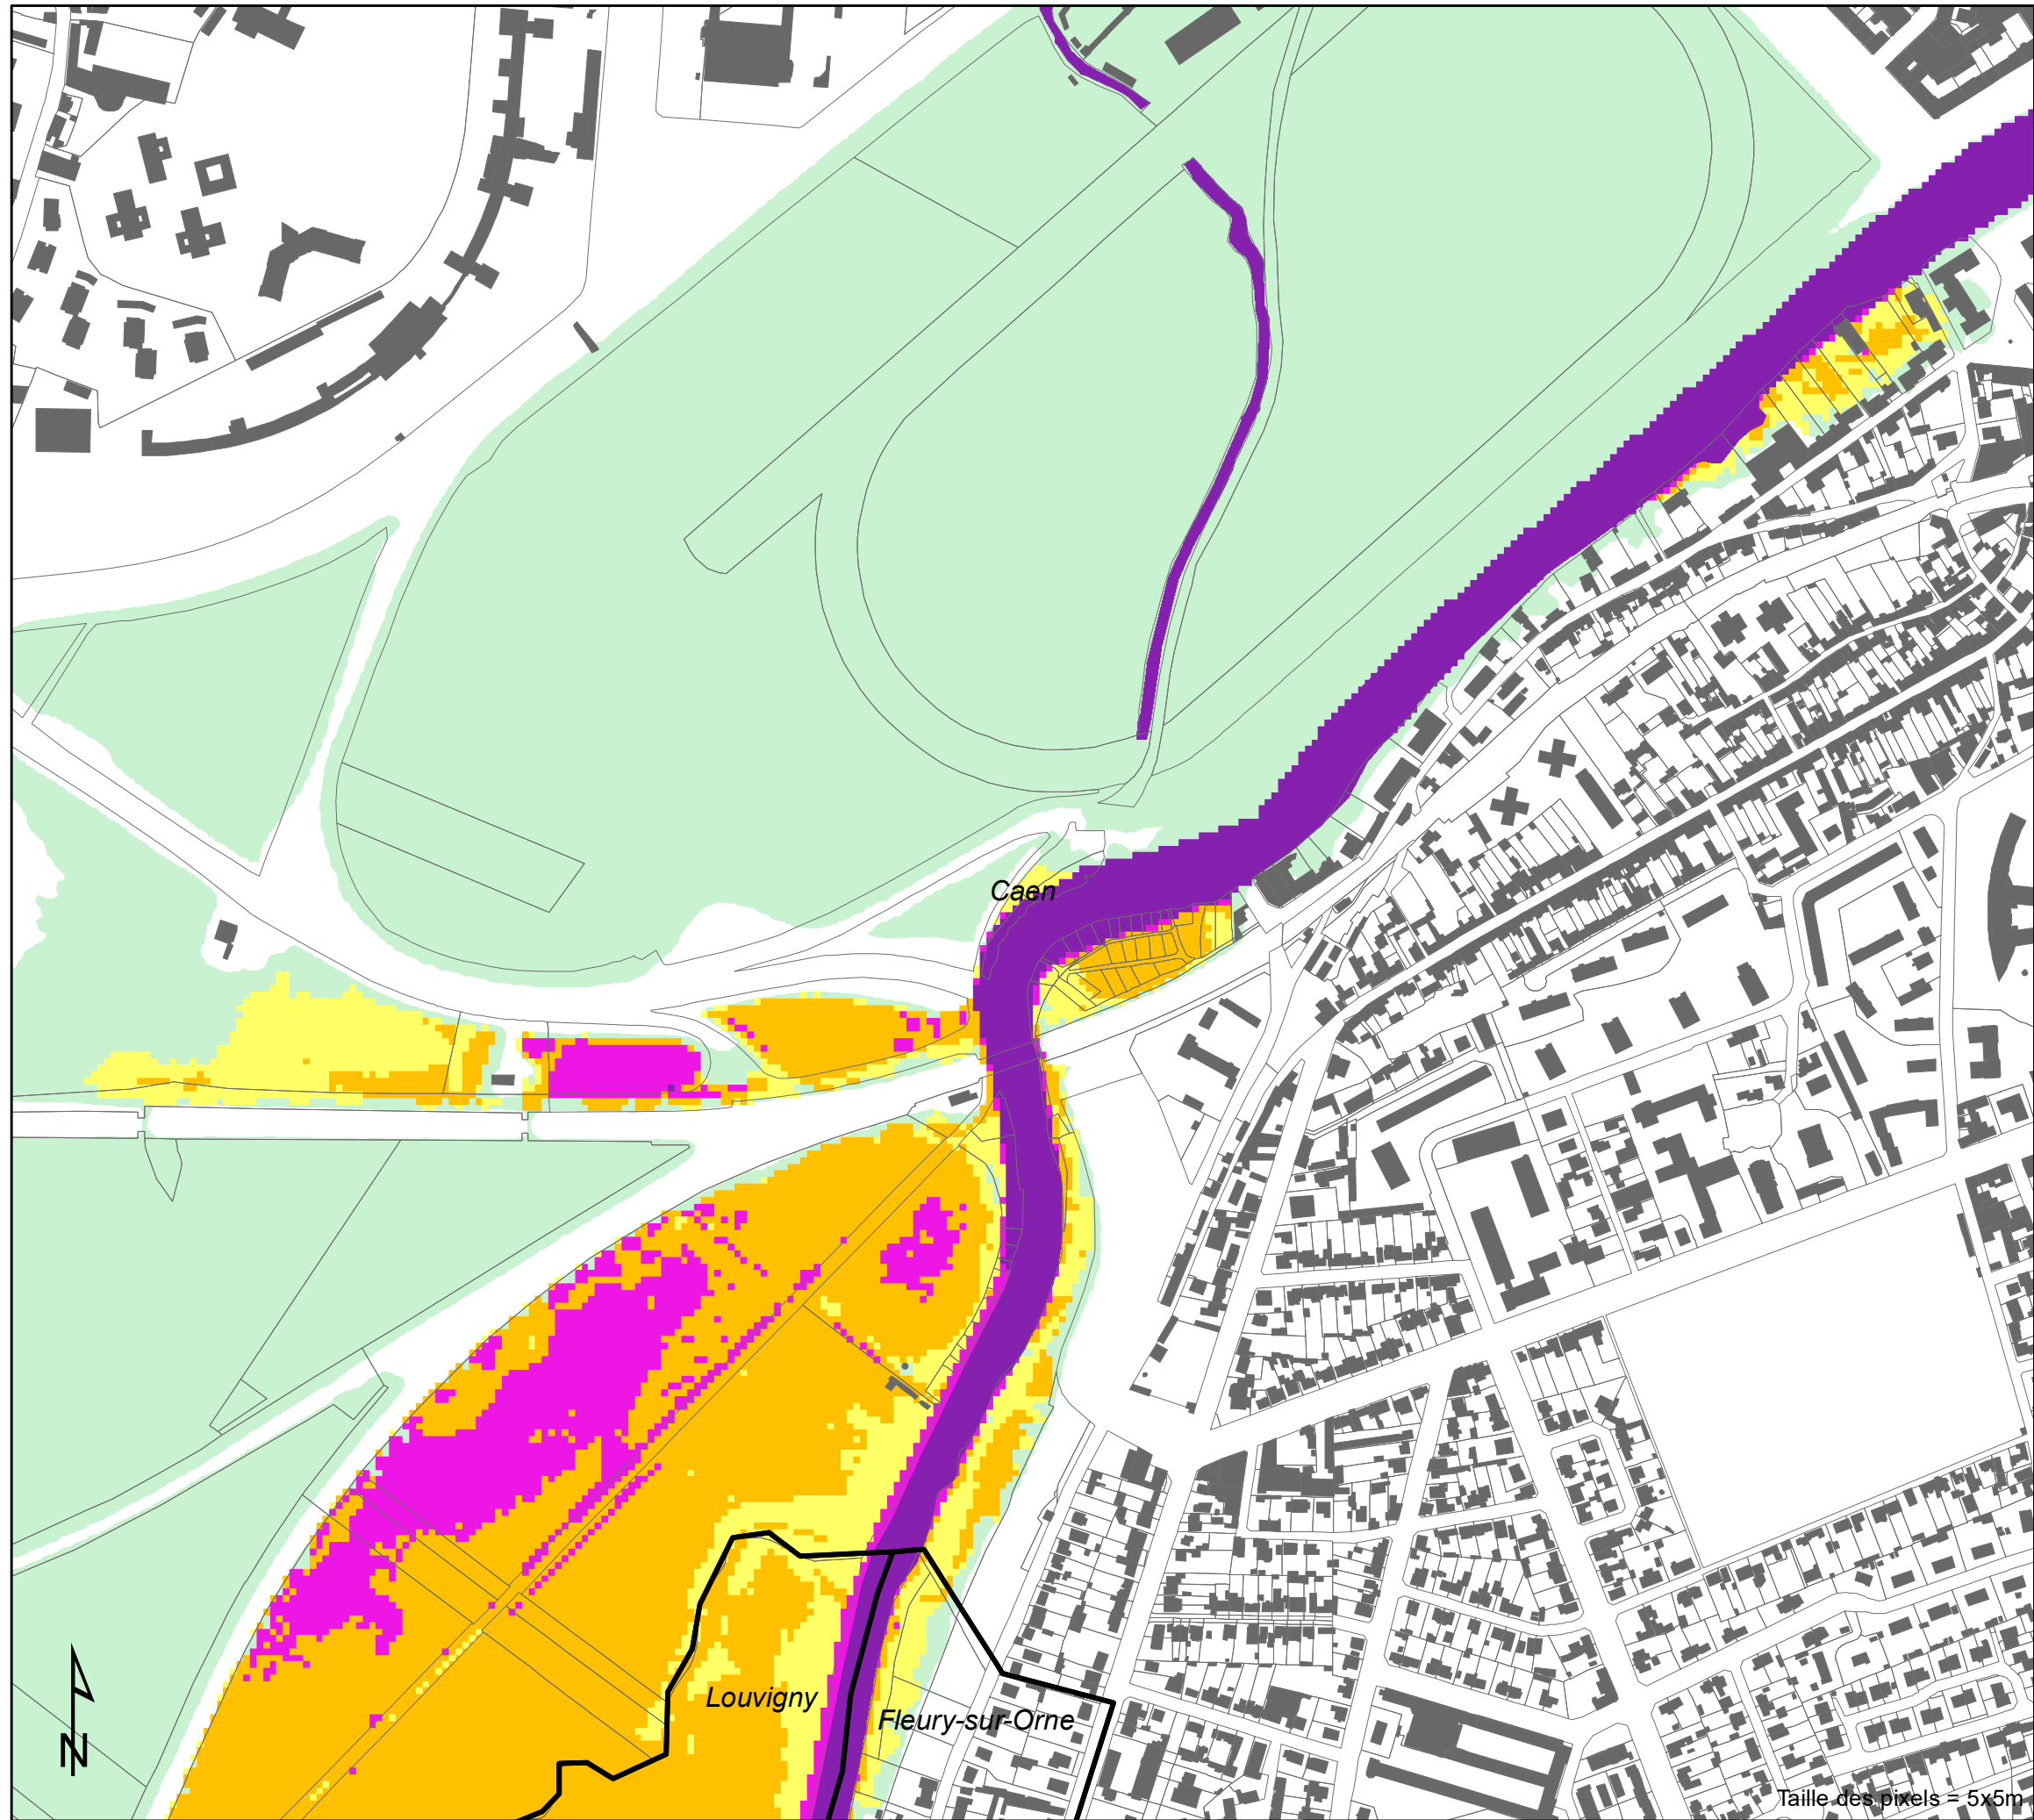 Caen
Louvigny
Fleury-sur-Orne
N
Taille des pixels = 5x5m